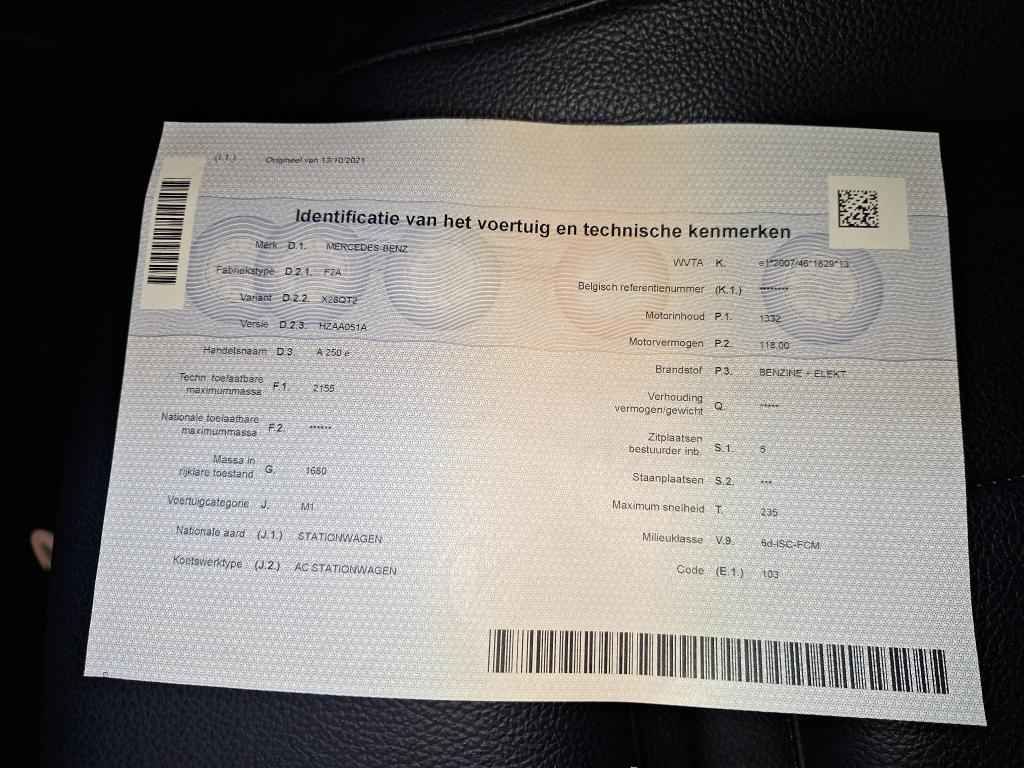 (I.1.) Origineel van 13/10/2021
Identificatie van het voertuig en technische kenmerken
Merk D.1. MERCEDES-BENZ
Fabriekstype D.2.1. F2A
Variant D.2.2. X28QT2
Versie D.2.3. HZAA051A
Handelsnaam D.3. A 250 e
Techn. toelaatbare
maximummassa F.1. 2155
Nationale toelaatbare
maximummassa F.2. ******
Massa in
rijklare toestand G. 1680
Voertuigcategorie J. M1
Nationale aard (J.1.) STATIONWAGEN
Koetswerktype (J.2.) AC STATIONWAGEN
WVTA K. e1*2007/46*1829*13
Belgisch referentienummer (K.1.) ********
Motorinhoud P.1. 1332
Motorvermogen P.2. 118,00
Brandstof P3. BENZINE + ELEKT
Verhouding
vermogen/gewicht Q. *****
Zitplaatsen
bestuurder inb. S.1. 5
Staanplaatsen S.2. ***
Maximum snelheid T. 235
Milieuklasse V.9. 6d-ISC-FCM
Code (E.1.) 103